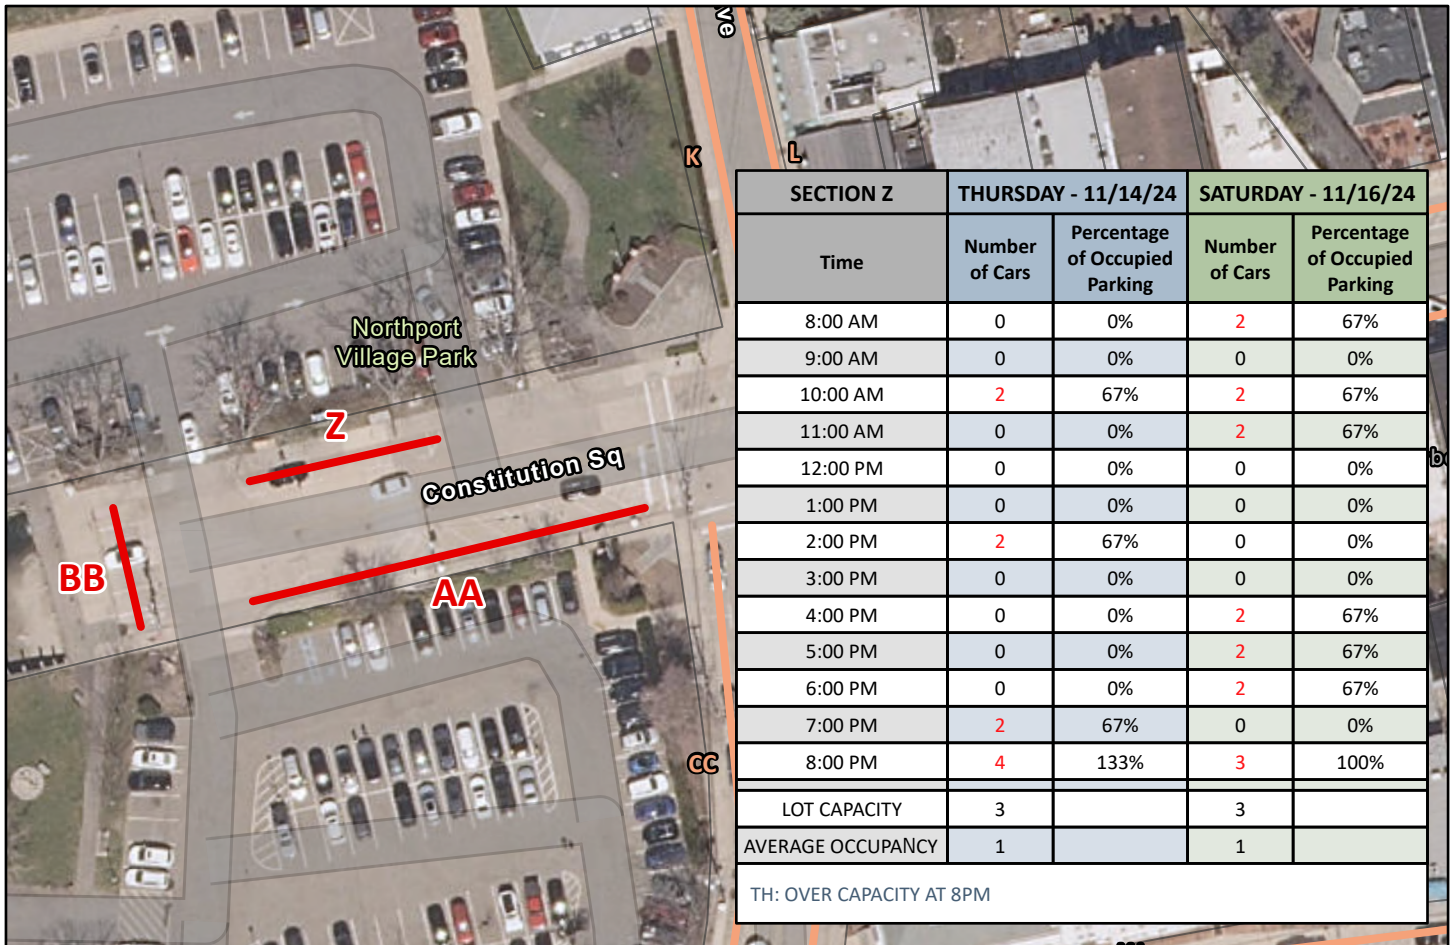 ve
K
L
Northport
Village Park
Z
Constitution Sq
BB
AA
CC
SECTION Z THURSDAY - 11/14/24 SATURDAY - 11/16/24
Time Number of Cars Percentage of Occupied Parking Number of Cars Percentage of Occupied Parking
8:00 AM 0 0% 2 67%
9:00 AM 0 0% 0 0%
10:00 AM 2 67% 2 67%
11:00 AM 0 0% 2 67%
12:00 PM 0 0% 0 0%
1:00 PM 0 0% 0 0%
2:00 PM 2 67% 0 0%
3:00 PM 0 0% 0 0%
4:00 PM 0 0% 2 67%
5:00 PM 0 0% 2 67%
6:00 PM 0 0% 2 67%
7:00 PM 2 67% 0 0%
8:00 PM 4 133% 3 100%
LOT CAPACITY 3 3
AVERAGE OCCUPANCY 1 1
TH: OVER CAPACITY AT 8PM